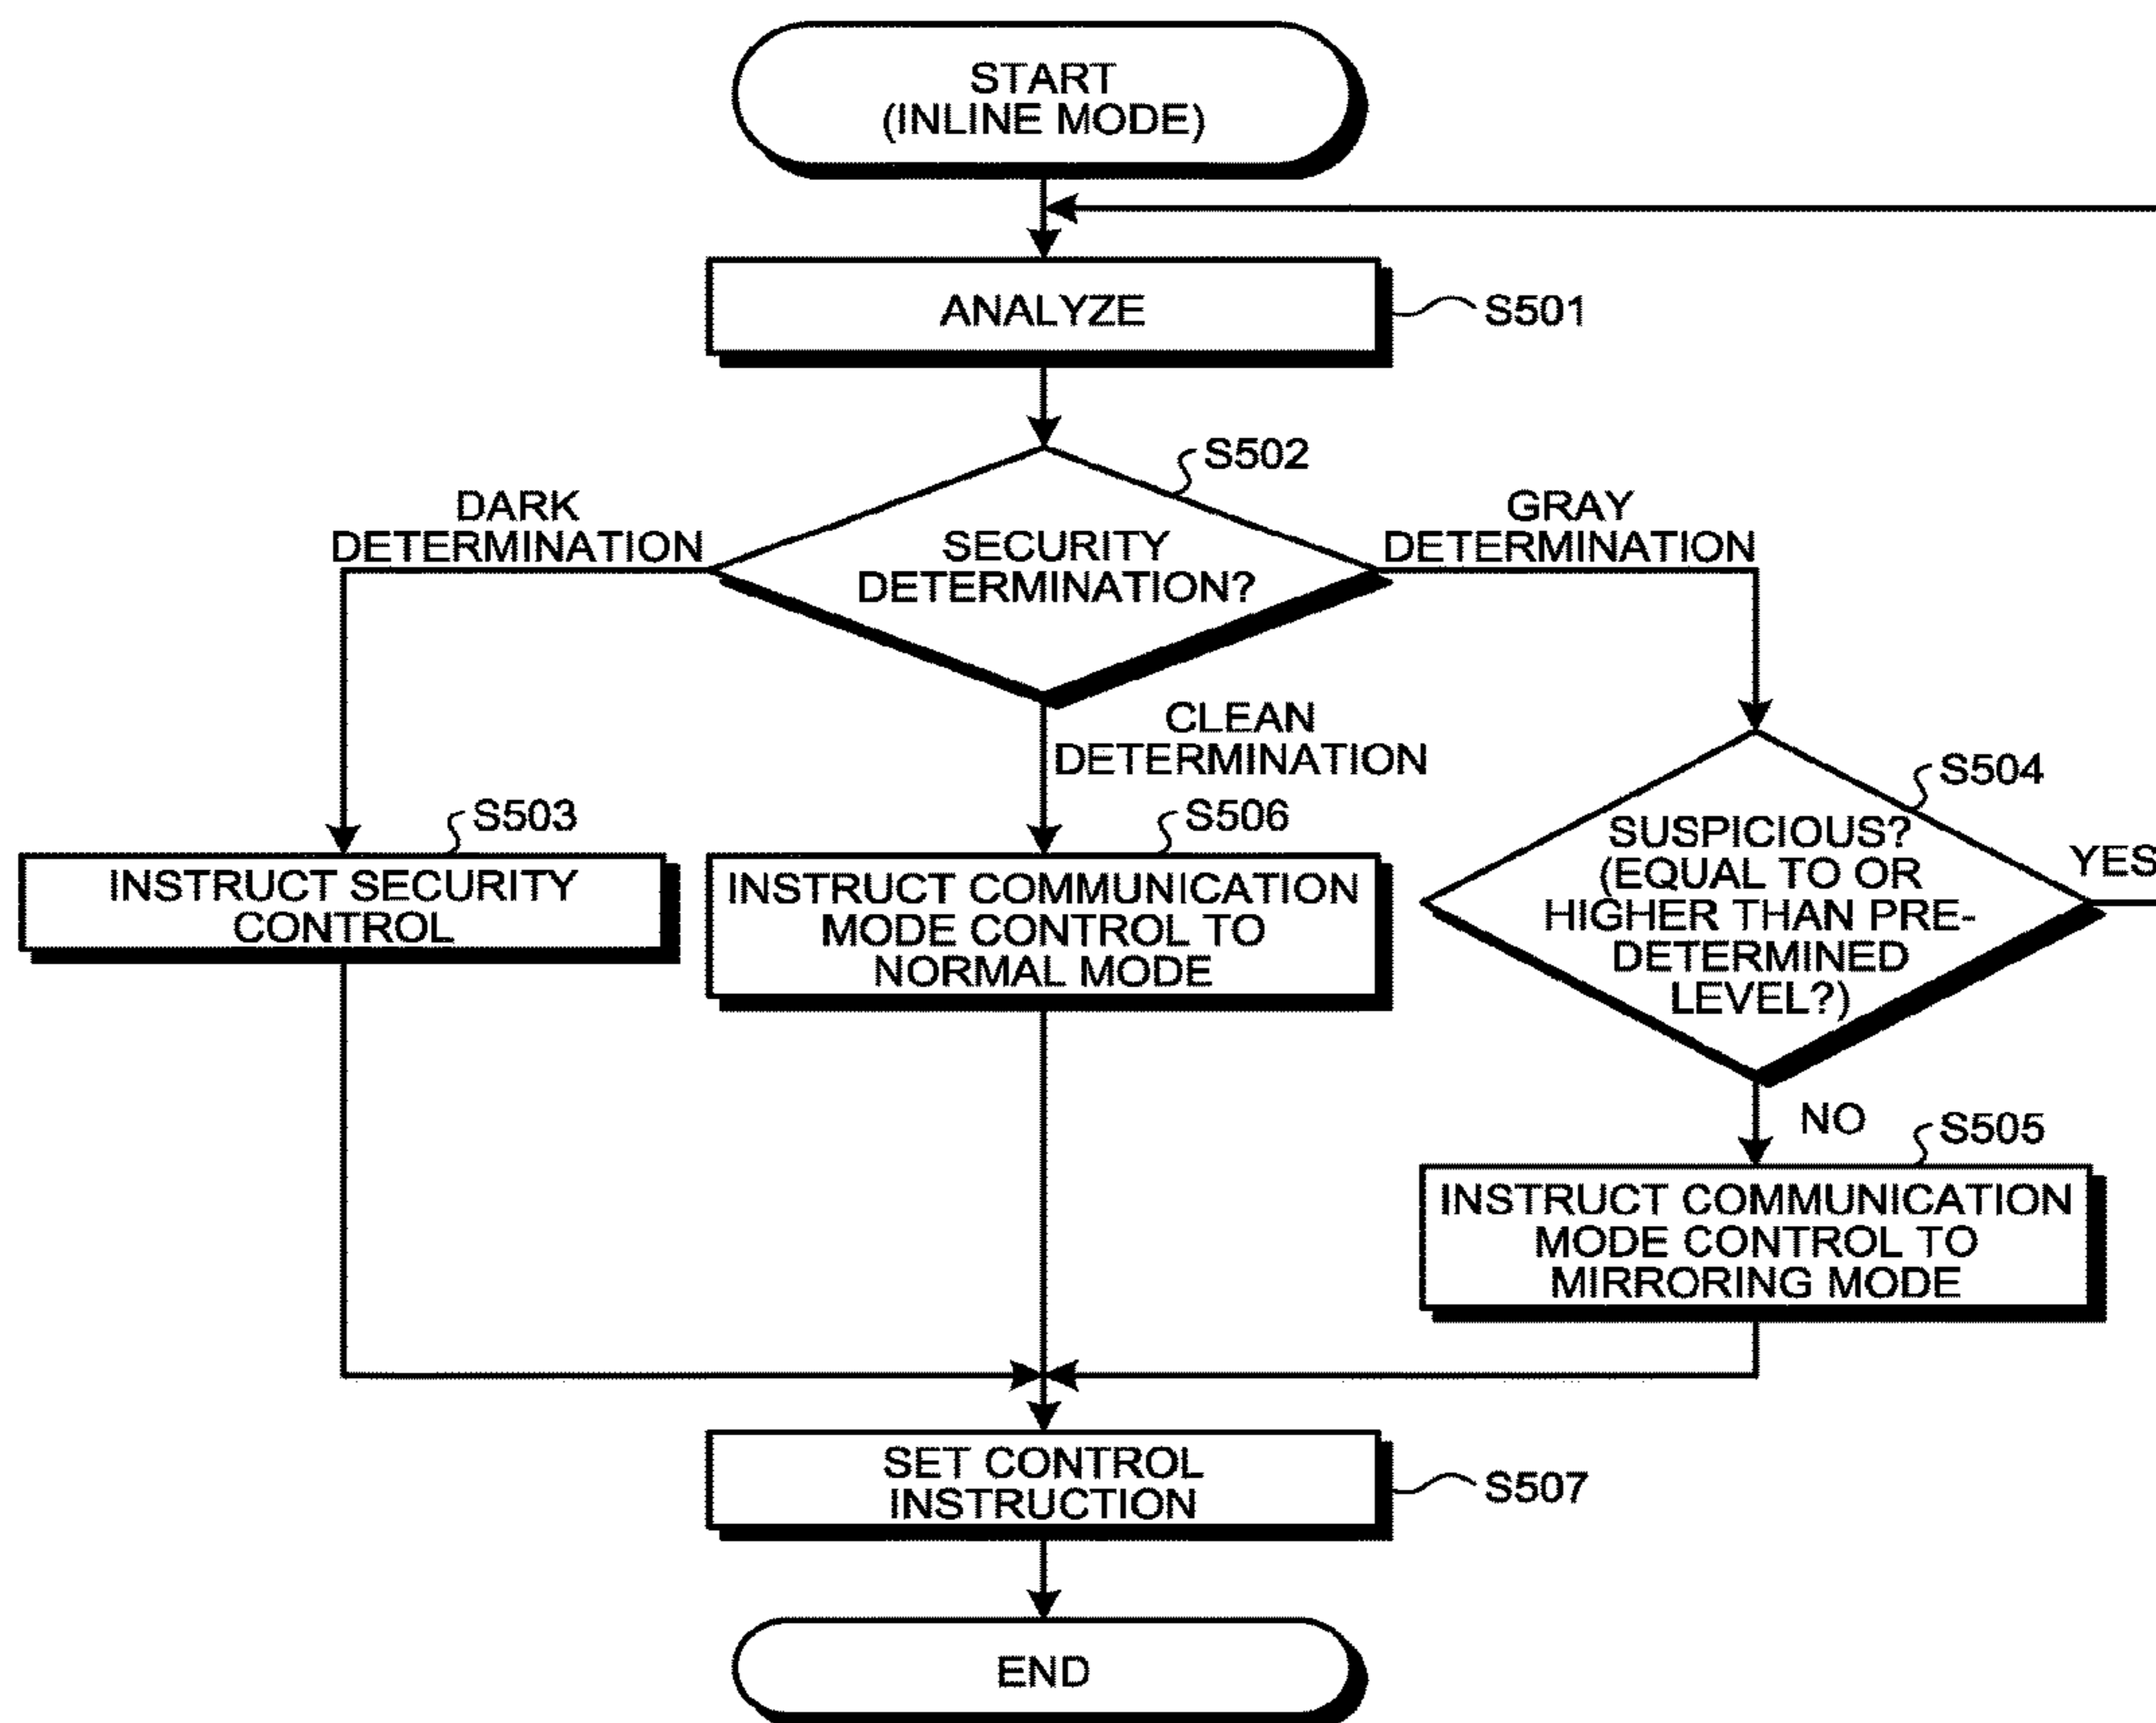 START
(INLINE MODE)
ANALYZE
S501
S502
DARK
DETERMINATION
SECURITY
DETERMINATION?
GRAY
DETERMINATION
CLEAN
DETERMINATION
S503
INSTRUCT SECURITY
CONTROL
S506
INSTRUCT COMMUNICATION
MODE CONTROL TO
NORMAL MODE
S504
SUSPICIOUS?
(EQUAL TO OR
HIGHER THAN PRE-
DETERMINED
LEVEL?)
YES
NO
S505
INSTRUCT COMMUNICATION
MODE CONTROL TO
MIRRORING MODE
SET CONTROL
INSTRUCTION
S507
END